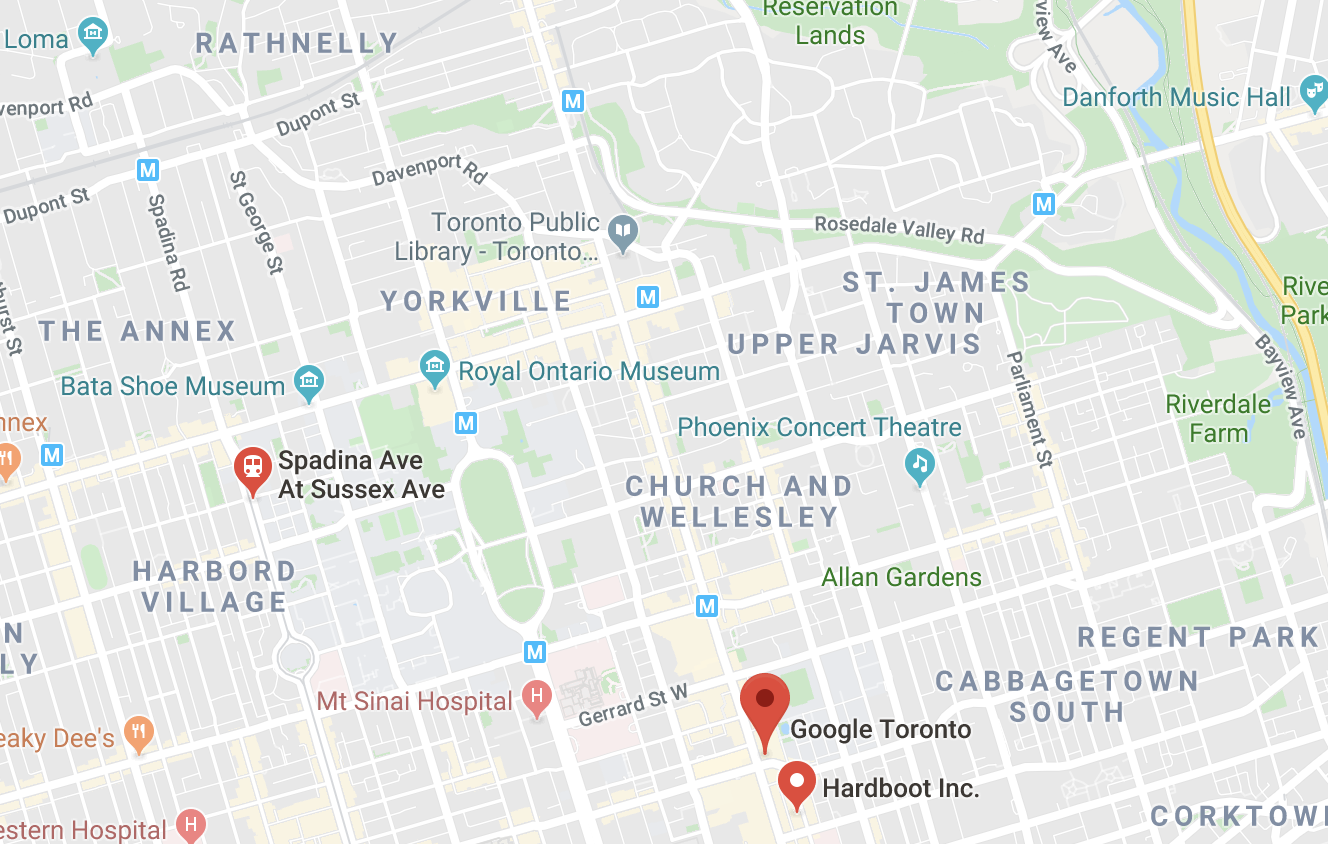 Reservation
Lands
Loma
RATHNELLY
view Ave
venport Rd
Dupont St
M
Danforth Music Hall
M
Davenport Rd
St George St
Dupont St
Spadina Rd
M
Toronto Public
Library - Toronto...
Rosedale Valley Rd
ST. JAMES
TOWN
YORKVILLE
M
Rive
Park
THE ANNEX
hurst St
UPPER JARVIS
Bata Shoe Museum
Royal Ontario Museum
Parliament St
Bayview Ave
Riverdale
Farm
nnex
M
M
Phoenix Concert Theatre
Spadina Ave
At Sussex Ave
CHURCH AND
WELLESLEY
HARBORD
VILLAGE
Allan Gardens
M
N
LY
M
REGENT PARK
Mt Sinai Hospital
H
Gerrard St W
CABBAGETOWN
SOUTH
eaky Dee's
Google Toronto
Hardboot Inc.
estern Hospital
H
CORKTOW